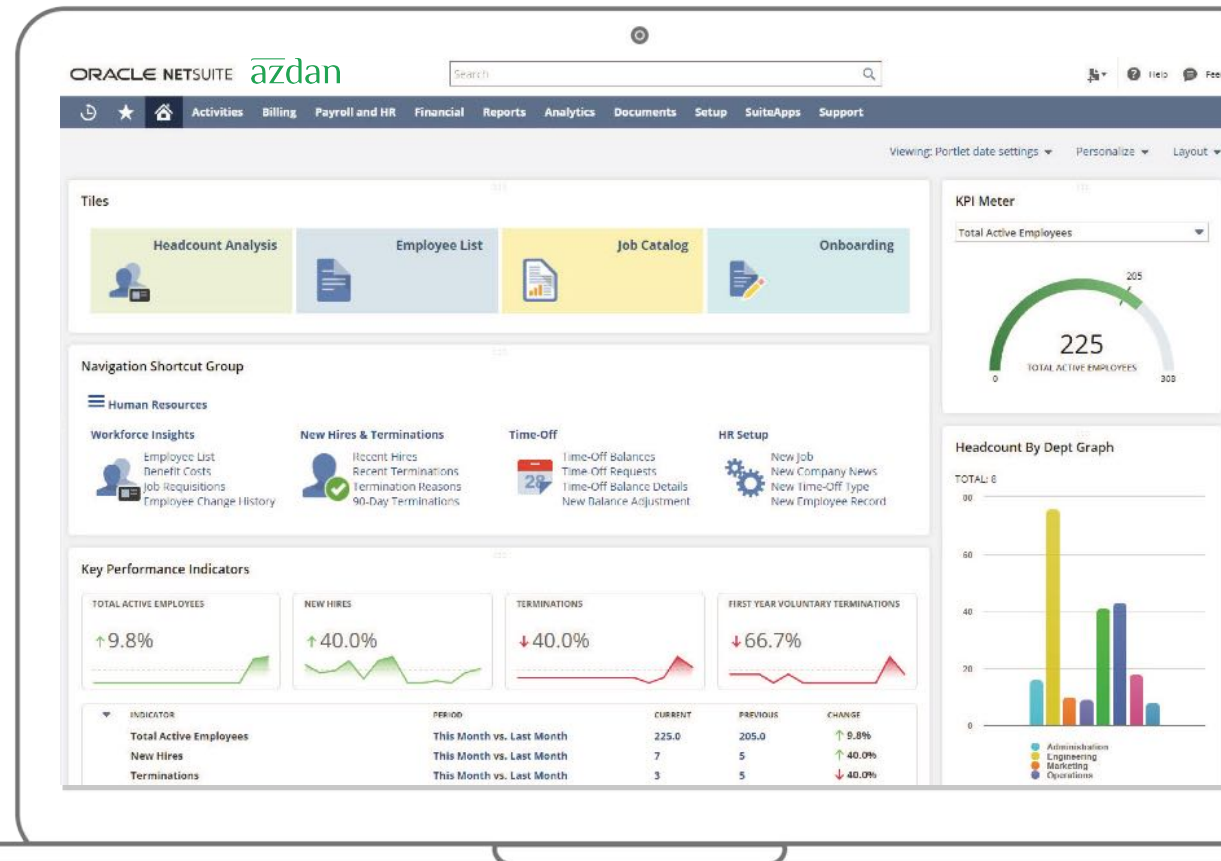 ORACLE NETSUITE azdan
Search
Help
Fee
Activities Billing Payroll and HR Financial Reports Analytics Documents Setup SuiteApps Support
Viewing: Portlet date settings Personalize Layout
Tiles
Headcount Analysis
Employee List
Job Catalog
Onboarding
KPI Meter
Total Active Employees
205
225
TOTAL ACTIVE EMPLOYEES
0
308
Navigation Shortcut Group
Human Resources
Workforce Insights
Employee List
Benefit Costs
Job Requisitions
Employee Change History
New Hires & Terminations
Recent Hires
Recent Terminations
Termination Reasons
90-Day Terminations
Time-Off
28
Time-Off Balances
Time-Off Requests
Time-Off Balance Details
New Balance Adjustment
HR Setup
New Job
New Company News
New Time-Off Type
New Employee Record
Headcount By Dept Graph
TOTAL: 8
80
60
40
20
0
Administration
Engineering
Marketing
Operations
Key Performance Indicators
TOTAL ACTIVE EMPLOYEES
↑9.8%
NEW HIRES
↑40.0%
TERMINATIONS
↓40.0%
FIRST YEAR VOLUNTARY TERMINATIONS
↓66.7%
INDICATOR PERIOD CURRENT PREVIOUS CHANGE
Total Active Employees This Month vs. Last Month 225.0 205.0 ↑ 9.8%
New Hires This Month vs. Last Month 7 5 ↑ 40.0%
Terminations This Month vs. Last Month 3 5 ↓ 40.0%